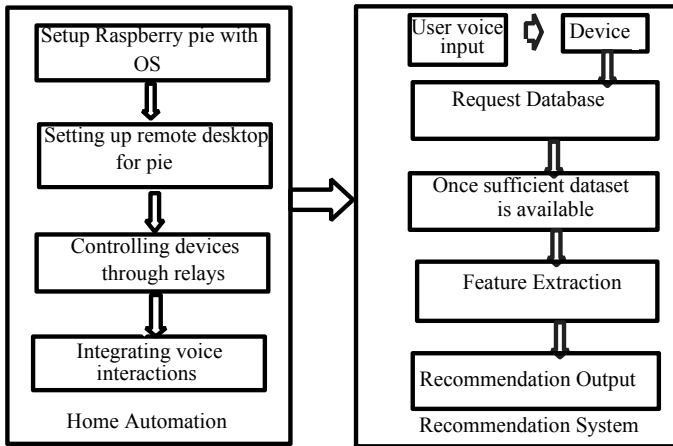 Setup Raspberry pie with
OS
Setting up remote desktop
for pie
Controlling devices
through relays
Integrating voice
interactions
Home Automation
User voice
input
Device
Request Database
Once sufficient dataset
is available
Feature Extraction
Recommendation Output
Recommendation System